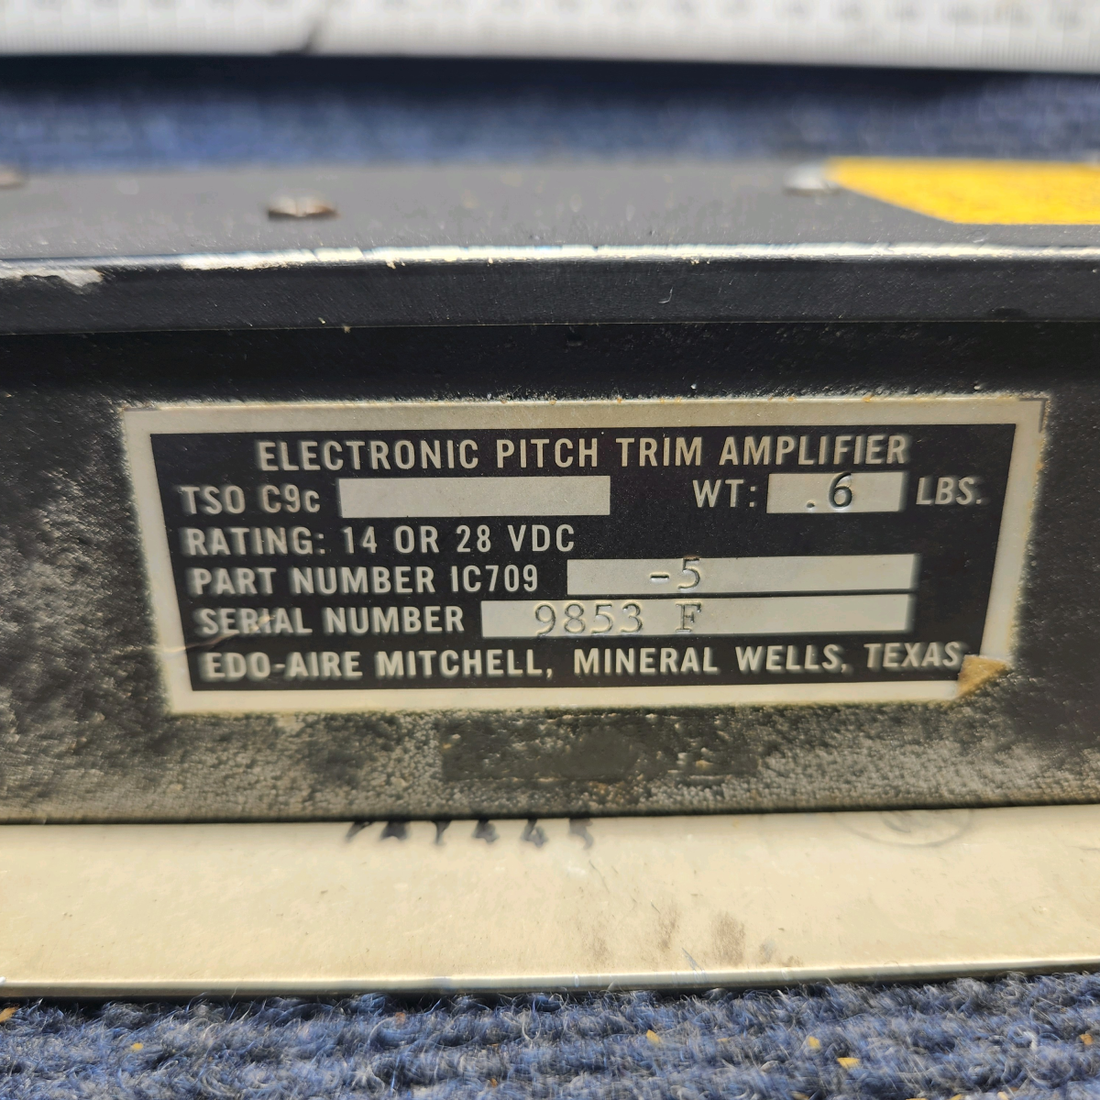 ELECTRONIC PITCH TRIM AMPLIFIER
TSO C9c WT: .6 LBS.
RATING: 14 OR 28 VDC
PART NUMBER IC709 -5
SERIAL NUMBER 9853 F
EDO-AIRE MITCHELL, MINERAL WELLS, TEXAS